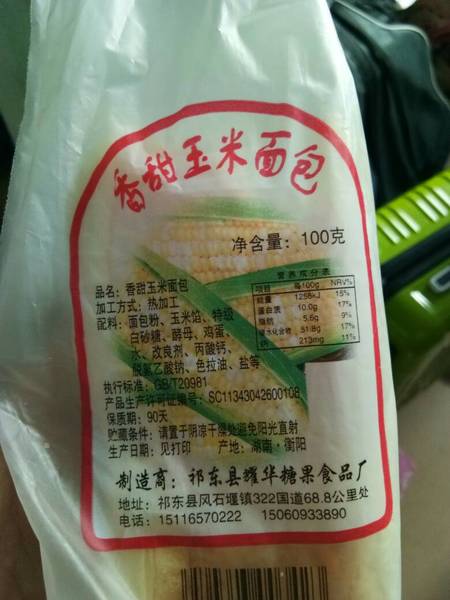 香甜玉米面包
净含量：100克
营养成分表
项目 每100g NRV%
能量 1258kJ 15%
蛋白质 10.0g 17%
脂肪 5.6g 9%
碳水化合物 51.8g 17%
钠 213mg 11%
品名：香甜玉米面包
加工方式：热加工
配料：面包粉、玉米馅、特级
白砂糖、酵母、鸡蛋、
水、改良剂、丙酸钙、
脱氢乙酸钠、色拉油、盐等
执行标准：GB/T20981
产品生产许可证编号：SC11343042600108
保质期：90天
贮藏条件：请置于阴凉干燥处避免阳光直射
生产日期：见打印 产地：湖南·衡阳
制造商：祁东县耀华糖果食品厂
地址：祁东县风石堰镇322国道68.8公里处
电话：15116570222 15060933890